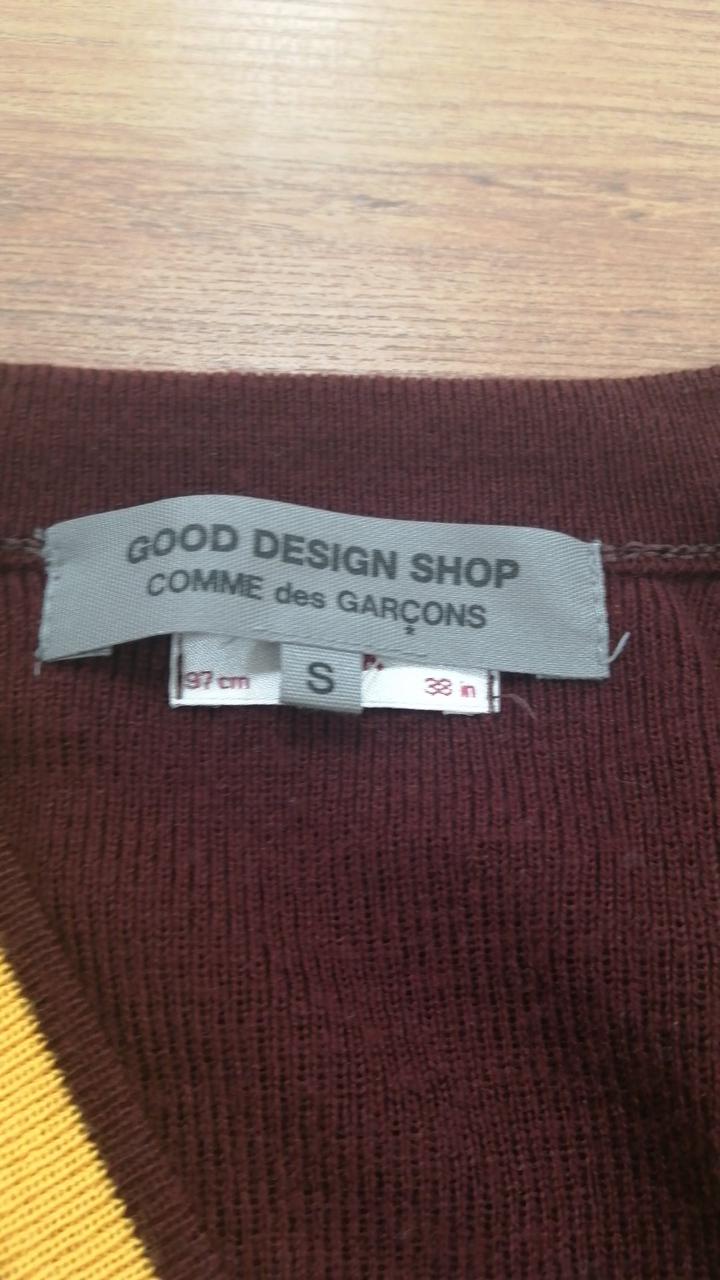 GOOD DESIGN SHOP
COMME des GARÇONS
97 cm
S
38 in